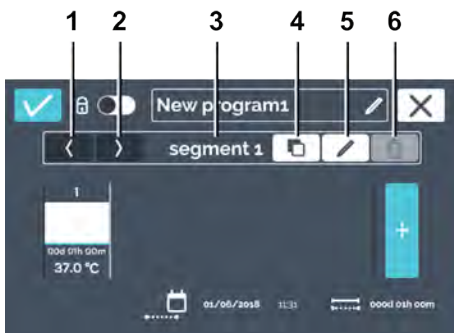 1 2 3 4 5 6
New program1
segment 1
1
00d 01h 00m
37.0 °C
+
01/06/2018 11:31 000d 01h 00m